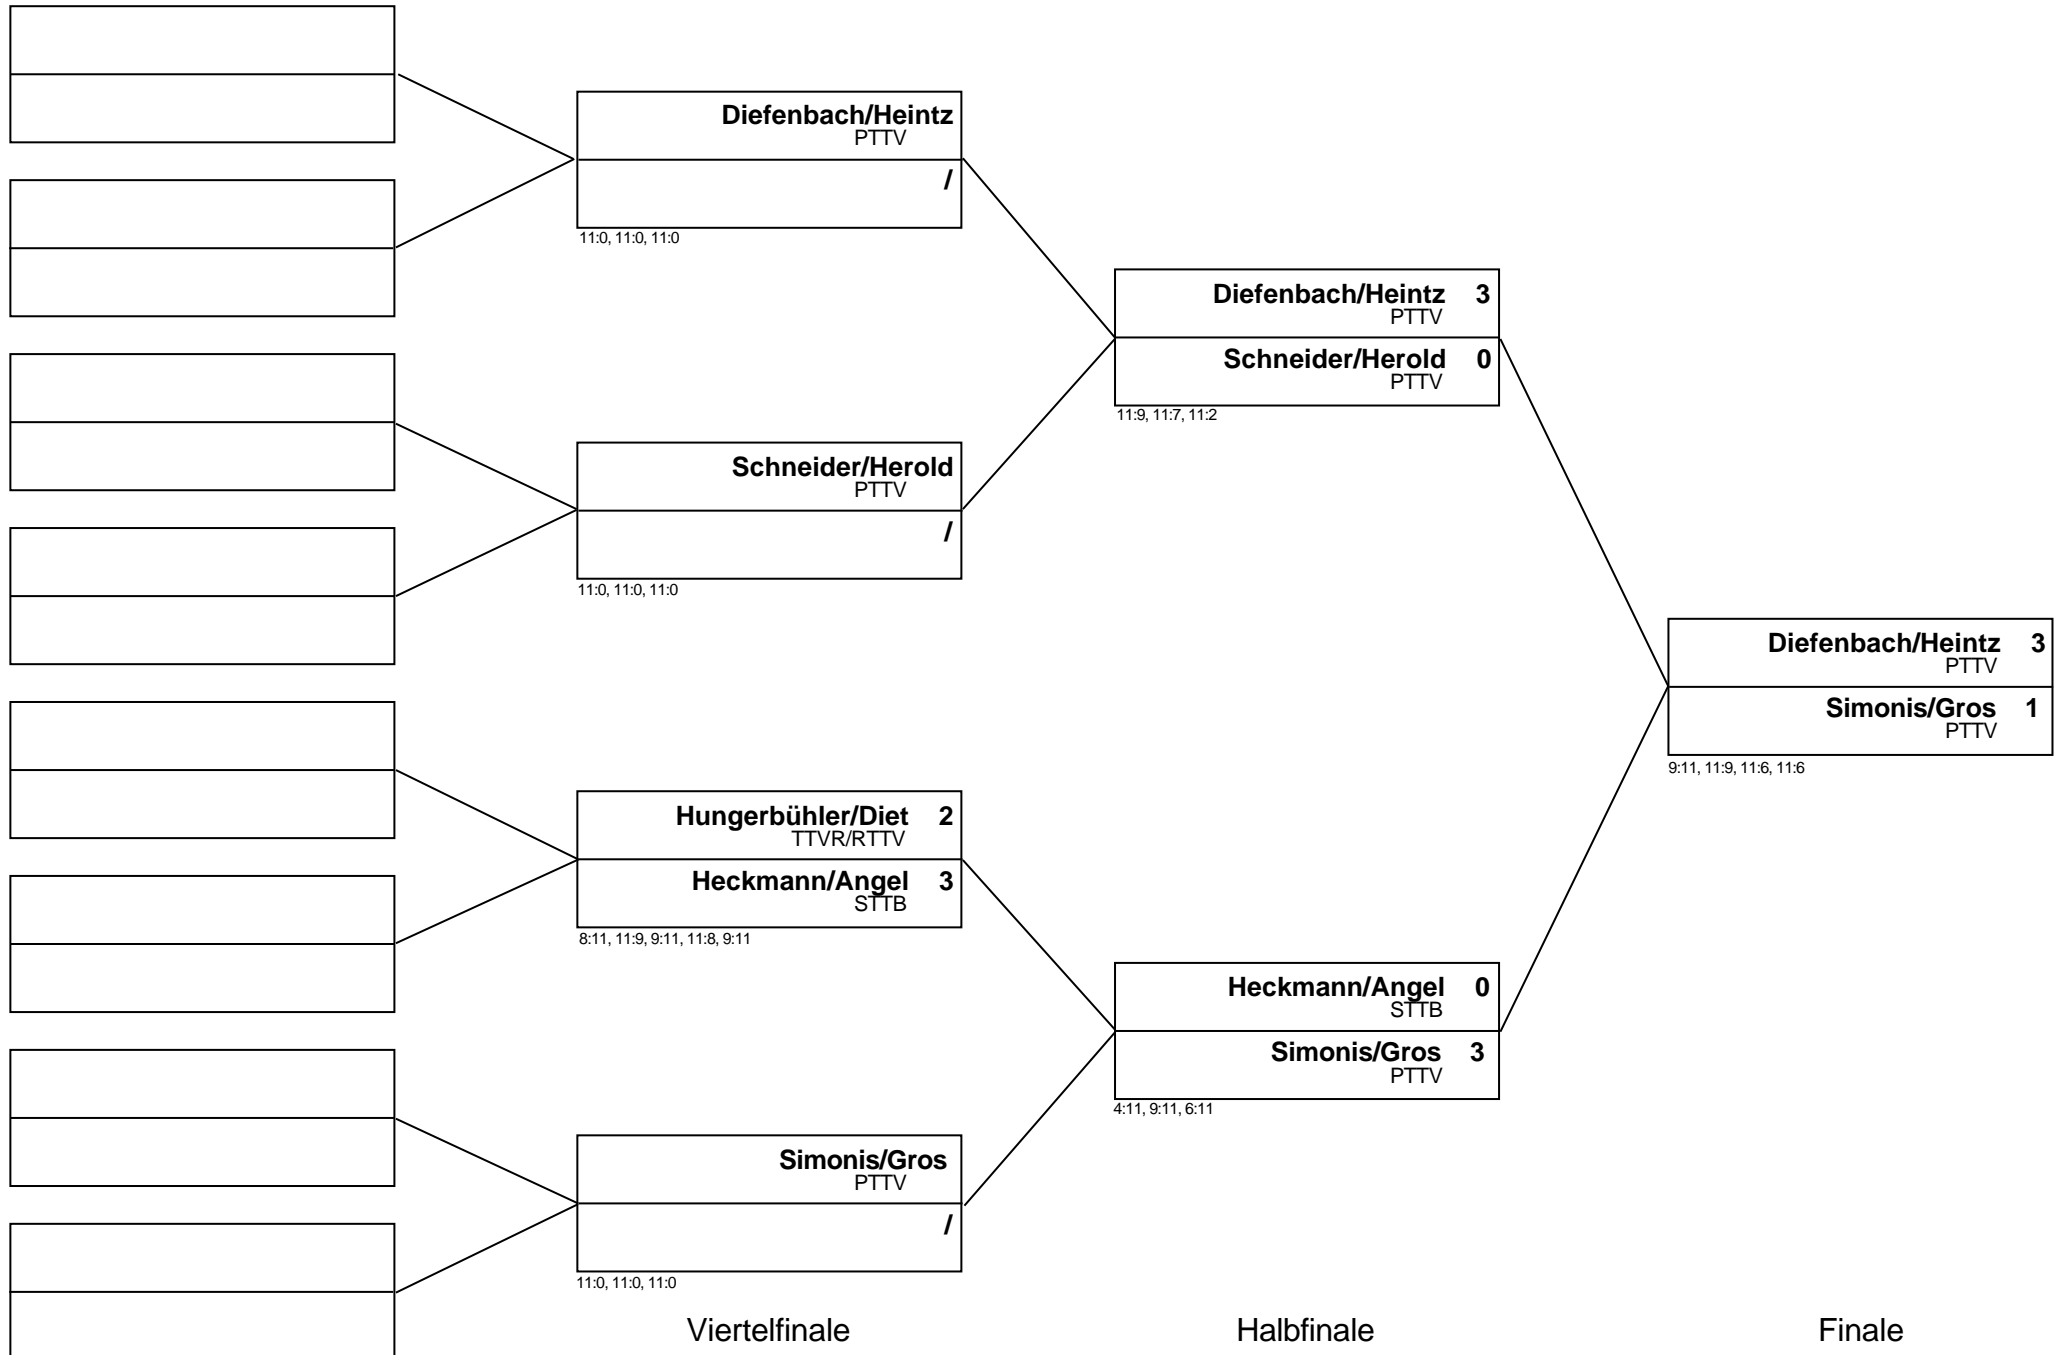 Diefenbach/Heintz
PTTV
/
11:0, 11:0, 11:0
Schneider/Herold
PTTV
/
11:0, 11:0, 11:0
Hungerbühler/Diet 2
TTVR/RTTV
Heckmann/Angel 3
STTB
8:11, 11:9, 9:11, 11:8, 9:11
Simonis/Gros
PTTV
/
11:0, 11:0, 11:0
Viertelfinale
Diefenbach/Heintz 3
PTTV
Schneider/Herold 0
PTTV
11:9, 11:7, 11:2
Heckmann/Angel 0
STTB
Simonis/Gros 3
PTTV
4:11, 9:11, 6:11
Halbfinale
Diefenbach/Heintz 3
PTTV
Simonis/Gros 1
PTTV
9:11, 11:9, 11:6, 11:6
Finale